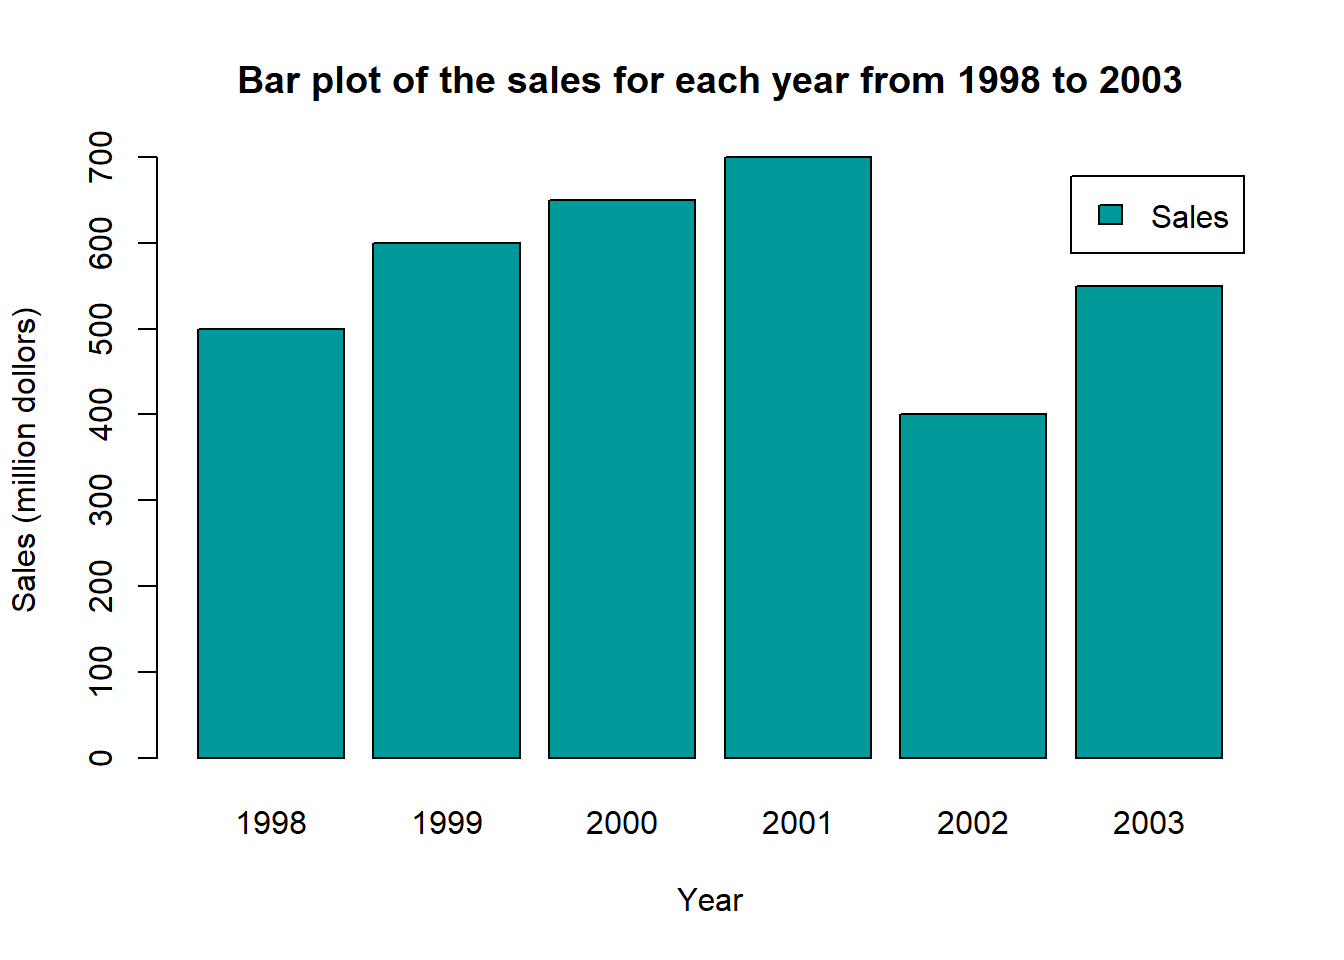 Bar plot of the sales for each year from 1998 to 2003
700
600
500
400
300
200
100
0
Sales (million dollors)
Sales
1998 1999 2000 2001 2002 2003
Year